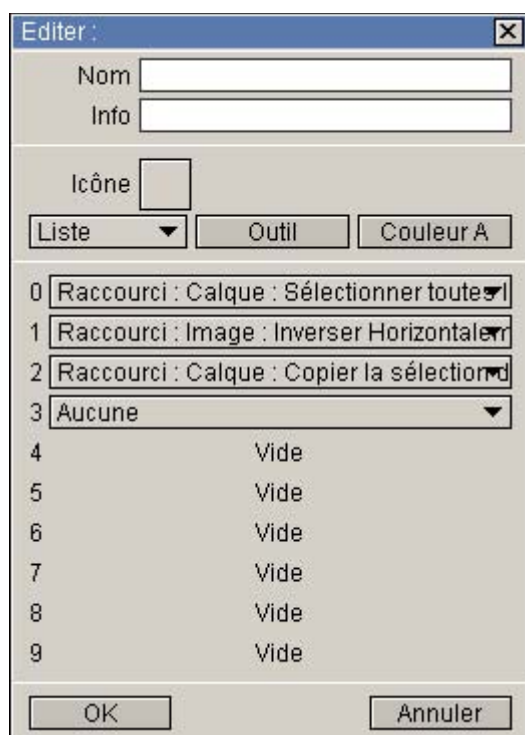 Editer :
Nom
Info
Icône
Liste Outil Couleur A
0 Raccourci : Calque : Sélectionner toutes l
1 Raccourci : Image : Inverser Horizontalem
2 Raccourci : Calque : Copier la sélection d
3 Aucune
4 Vide
5 Vide
6 Vide
7 Vide
8 Vide
9 Vide
OK Annuler